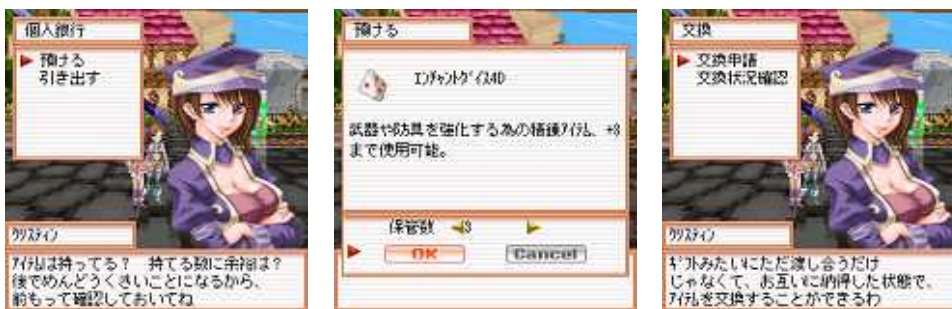 個人銀行
預ける
引き出す
クリスティン
アイテムは持ってる？ 持てる数に余裕は？
後でめんどうくさいことになるから、
前もって確認しておいてね
預ける
エンチャントダイス4D
武器や防具を強化する為の精錬アイテム、+8
まで使用可能。
保管数
OK
Cancel
交換
交換申請
交換状況確認
クリスティン
ギフトみたいにただ渡し合うだけ
じゃなくて、お互いに納得した状態で、
アイテムを交換することができるわ